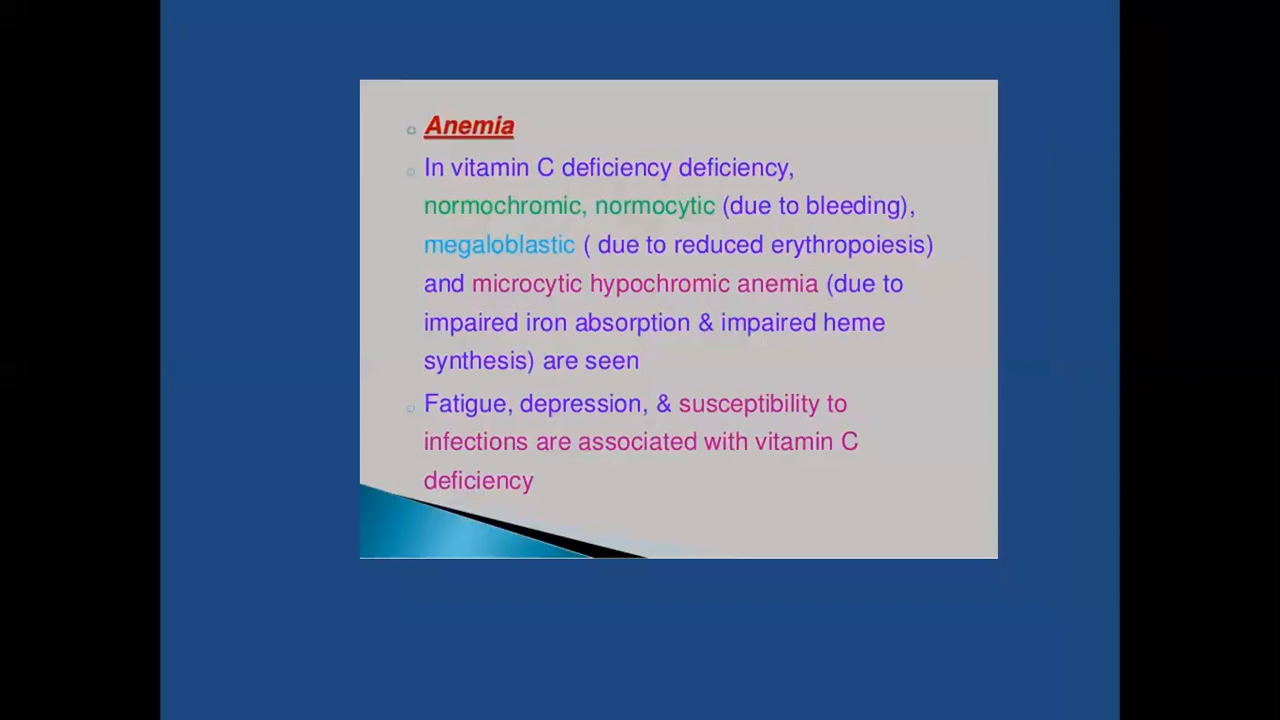 Anemia
In vitamin C deficiency deficiency,
normochromic, normocytic (due to bleeding),
megaloblastic ( due to reduced erythropoiesis)
and microcytic hypochromic anemia (due to
impaired iron absorption & impaired heme
synthesis) are seen
Fatigue, depression, & susceptibility to
infections are associated with vitamin C
deficiency